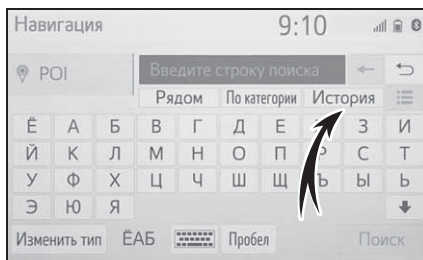 Навигация 9:10
POI Введите строку поиска
Рядом По категории История
Ё А Б В Г Д Е З И
Й К Л М Н О П Р С Т
У Ф Х Ц Ч Ш Щ Ъ Ы Ь
Э Ю Я
Изменить тип ЁАБ Пробел Поиск